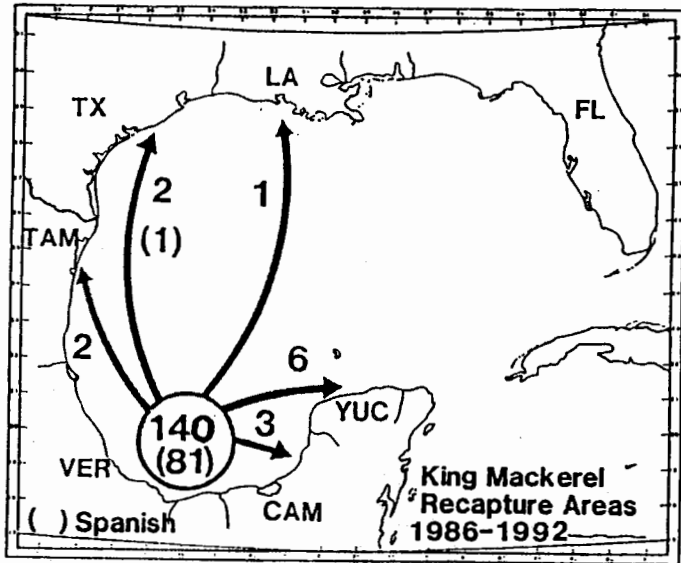 LA
TX
FL
2
1
(1)
TAM
2
6
YUC
140
3
(81)
VER
King Mackerel
CAM
Recapture Areas
( ) Spanish
1986-1992